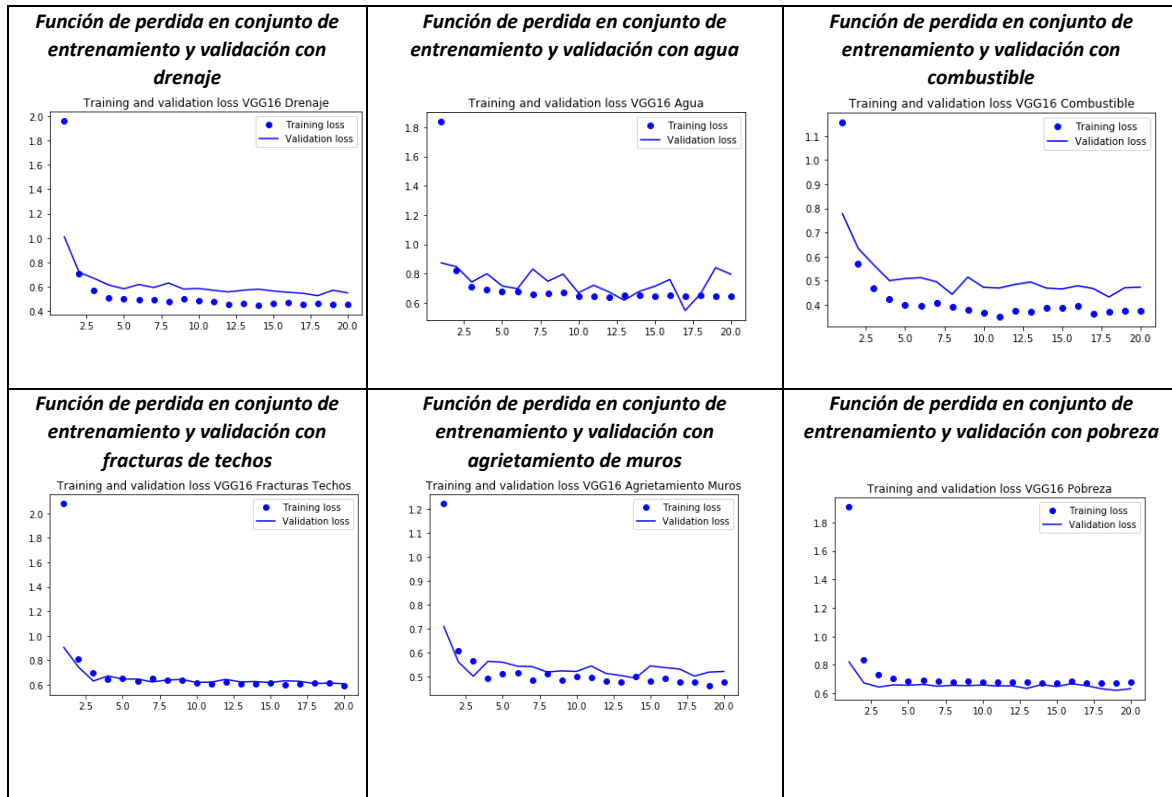 Función de perdida en conjunto de
entrenamiento y validación con
drenaje
Training and validation loss VGG16 Drenaje
Training loss
Validation loss
2.0
1.8
1.6
1.4
1.2
1.0
0.8
0.6
0.4
2.5 5.0 7.5 10.0 12.5 15.0 17.5 20.0
Función de perdida en conjunto de
entrenamiento y validación con agua
Training and validation loss VGG16 Agua
Training loss
Validation loss
1.8
1.6
1.4
1.2
1.0
0.8
0.6
2.5 5.0 7.5 10.0 12.5 15.0 17.5 20.0
Función de perdida en conjunto de
entrenamiento y validación con
combustible
Training and validation loss VGG16 Combustible
Training loss
Validation loss
1.1
1.0
0.9
0.8
0.7
0.6
0.5
0.4
2.5 5.0 7.5 10.0 12.5 15.0 17.5 20.0
Función de perdida en conjunto de
entrenamiento y validación con
fracturas de techos
Training and validation loss VGG16 Fracturas Techos
Training loss
Validation loss
2.0
1.8
1.6
1.4
1.2
1.0
0.8
0.6
2.5 5.0 7.5 10.0 12.5 15.0 17.5 20.0
Función de perdida en conjunto de
entrenamiento y validación con
agrietamiento de muros
Training and validation loss VGG16 Agrietamiento Muros
Training loss
Validation loss
1.2
1.1
1.0
0.9
0.8
0.7
0.6
0.5
2.5 5.0 7.5 10.0 12.5 15.0 17.5 20.0
Función de perdida en conjunto de
entrenamiento y validación con pobreza
Training and validation loss VGG16 Pobreza
Training loss
Validation loss
1.8
1.6
1.4
1.2
1.0
0.8
0.6
2.5 5.0 7.5 10.0 12.5 15.0 17.5 20.0